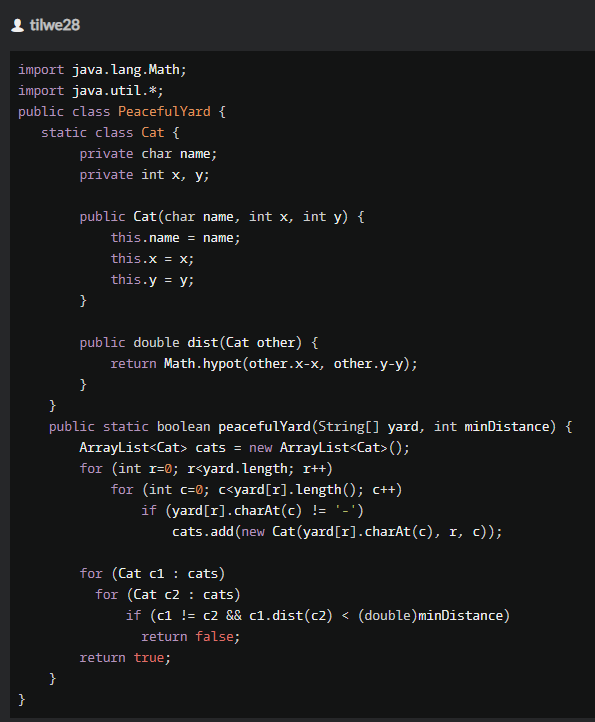 tilwe28
import java.lang.Math;
import java.util.*;
public class PeacefulYard {
   static class Cat {
        private char name;
        private int x, y;

        public Cat(char name, int x, int y) {
            this.name = name;
            this.x = x;
            this.y = y;
        }

        public double dist(Cat other) {
            return Math.hypot(other.x-x, other.y-y);
        }
    }
    public static boolean peacefulYard(String[] yard, int minDistance) {
        ArrayList<Cat> cats = new ArrayList<Cat>();
        for (int r=0; r<yard.length; r++)
            for (int c=0; c<yard[r].length(); c++)
                if (yard[r].charAt(c) != '-')
                    cats.add(new Cat(yard[r].charAt(c), r, c));

        for (Cat c1 : cats)
          for (Cat c2 : cats)
              if (c1 != c2 && c1.dist(c2) < (double)minDistance)
                return false;
        return true;
    }
}